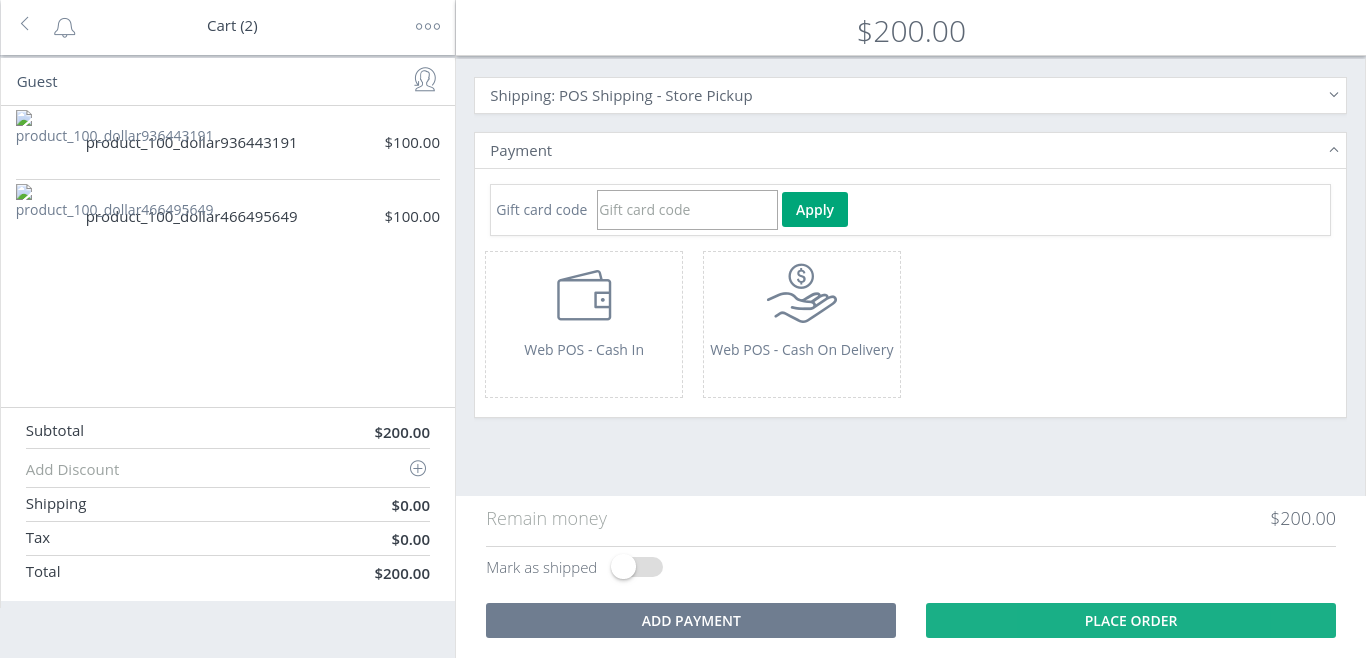 Cart (2)
Guest
product_100_dollar936443191
product_100_dollar936443191
$100.00
product_100_dollar466495649
product_100_dollar466495649
$100.00
Subtotal $200.00
Add Discount
Shipping $0.00
Tax $0.00
Total $200.00
$200.00
Shipping: POS Shipping - Store Pickup
Payment
Gift card code Gift card code Apply
$
Web POS - Cash In Web POS - Cash On Delivery
Remain money $200.00
Mark as shipped
ADD PAYMENT PLACE ORDER